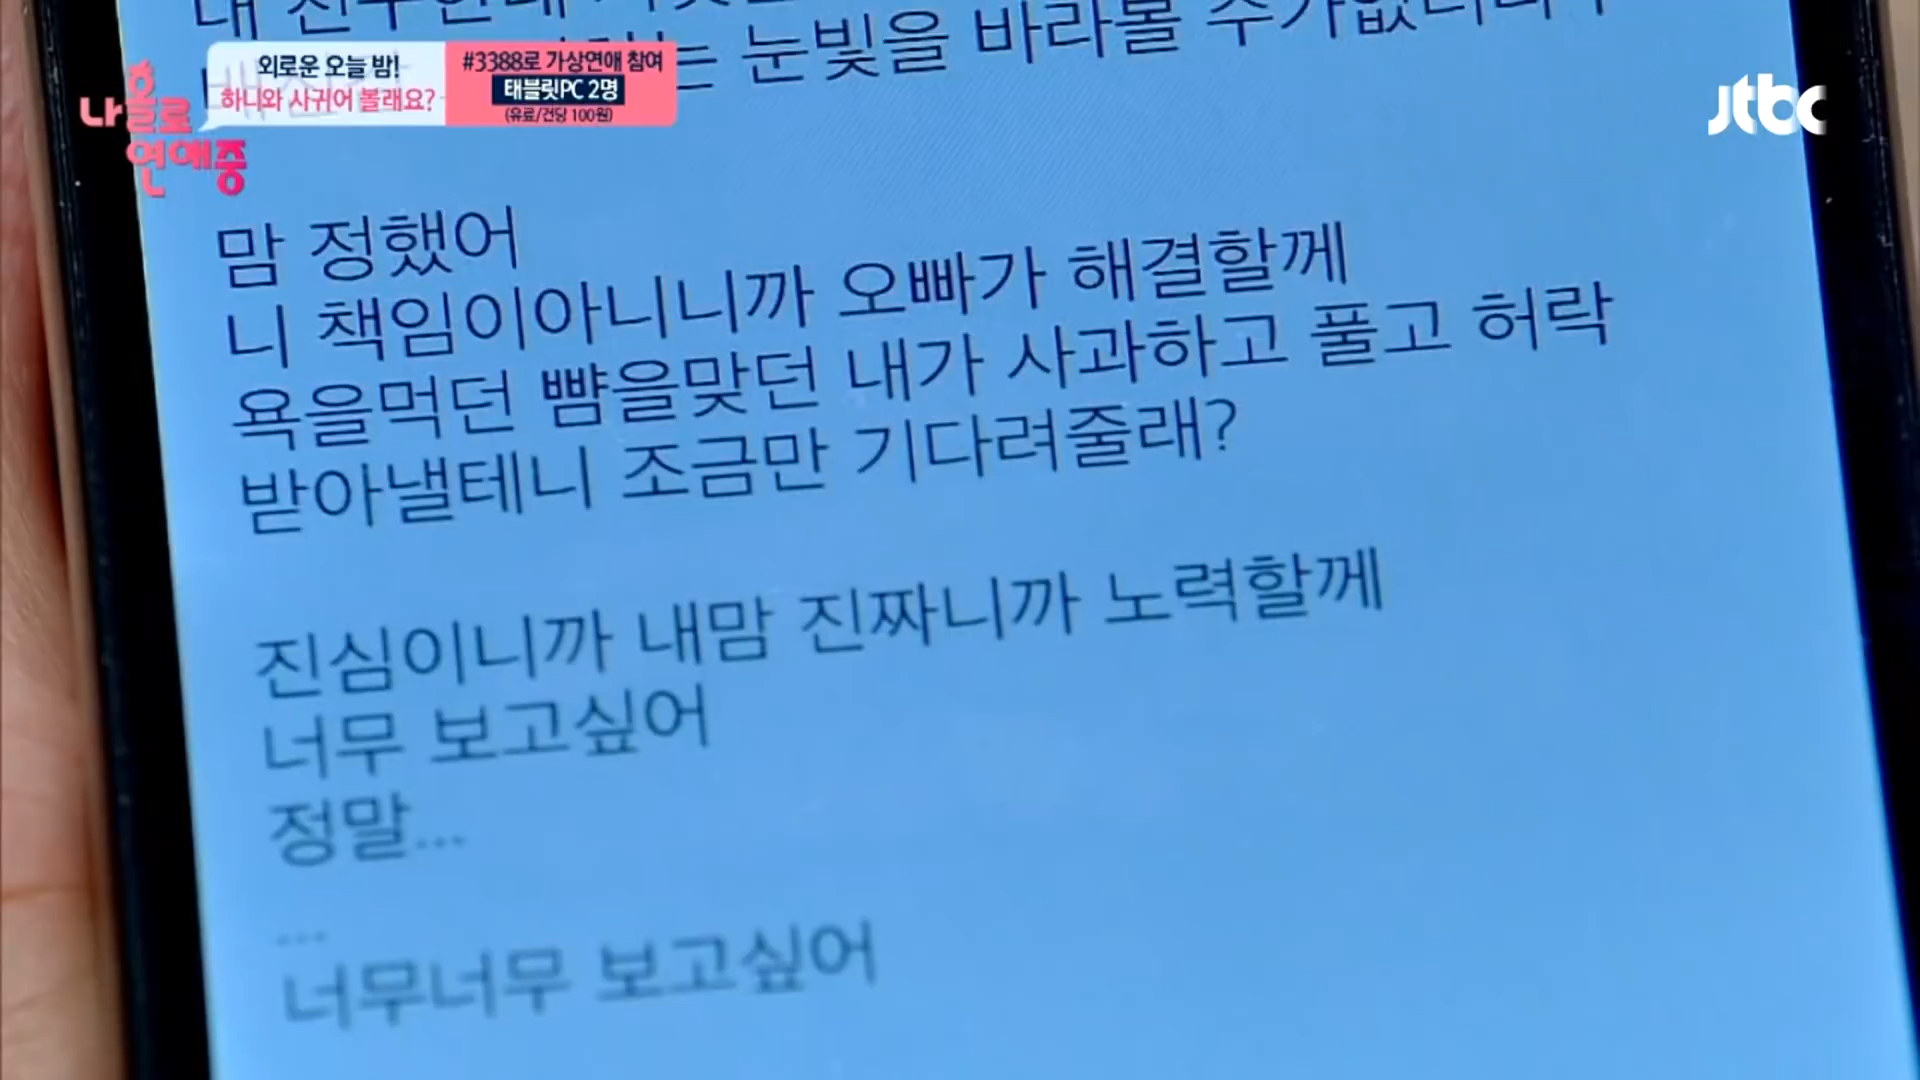 외로운 오늘 밤!
하니와 사귀어 볼래요?
#3388로 가상연애 참여
태블릿PC 2명
(유료/건당 100원)
나 홀로
연애중
jtbc
눈빛을 바라볼 수가없
맘 정했어
니 책임이아니니까 오빠가 해결할께
욕을먹던 뺨을맞던 내가 사과하고 풀고 허락
받아낼테니 조금만 기다려줄래?
진심이니까 내맘 진짜니까 노력할께
너무 보고싶어
정말...
...
너무너무 보고싶어